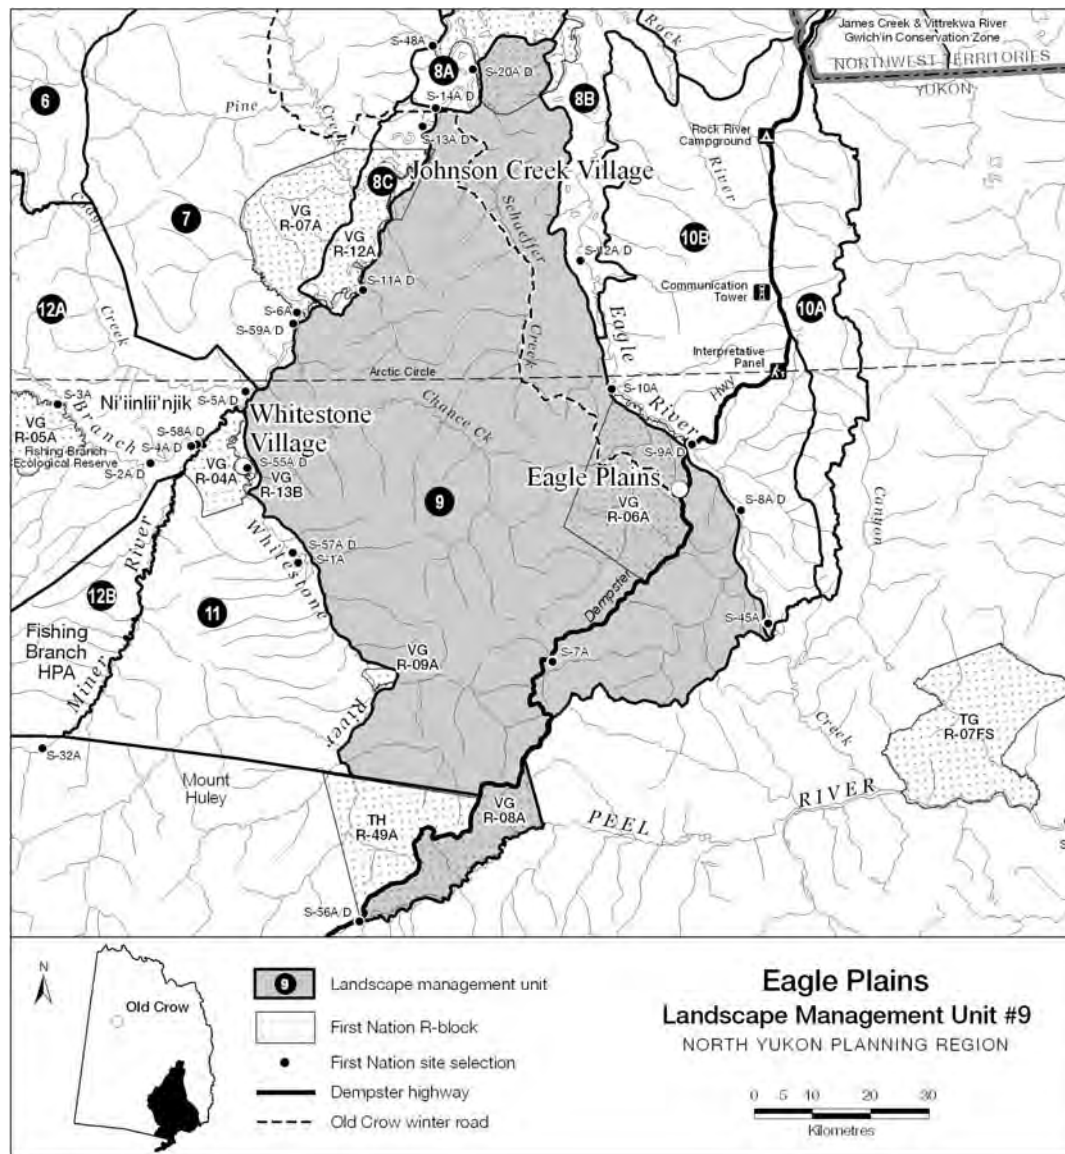 James Creek & Vittrekwa River
Gwich'in Conservation Zone
NORTHWEST TERRITORIES
YUKON
S-48A
8A
S-20A D
Rock
River
6
Pine
Creek
S-14A D
S-13A D
8B
Rock River
Campground
Johnson Creek Village
8C
VG
R-07A
VG
R-12A
7
Schaeffer
Creek
10B
S-11A D
Communication
Tower
10A
12A
Creek
S-6A
S-59A D
Eagle
River
Interpretative
Panel
Hwy
Arctic Circle
S-3A
Branch
Ni'iinlii'njik
S-5A D
S-10A
Chance Ck
VG
R-05A
Fishing Branch
Ecological Reserve
S-58A D
S-4A D
S-2A D
Whitestone
Village
VG
R-04A
S-55A D
VG
R-13B
9
Eagle Plains
S-9A D
VG
R-06A
S-8A D
Canyon
Creek
Whitestone
River
S-57A D
S-1A
Miner
River
12B
Fishing
Branch
HPA
11
Dempster
S-45A
VG
R-09A
S-7A
TG
R-07FS
S-32A
Mount
Huley
TH
R-49A
VG
R-08A
PEEL RIVER
S-56A D
N
Old Crow
9 Landscape management unit
First Nation R-block
First Nation site selection
Dempster highway
Old Crow winter road
Eagle Plains
Landscape Management Unit #9
NORTH YUKON PLANNING REGION
0 5 10 20 30
Kilometres